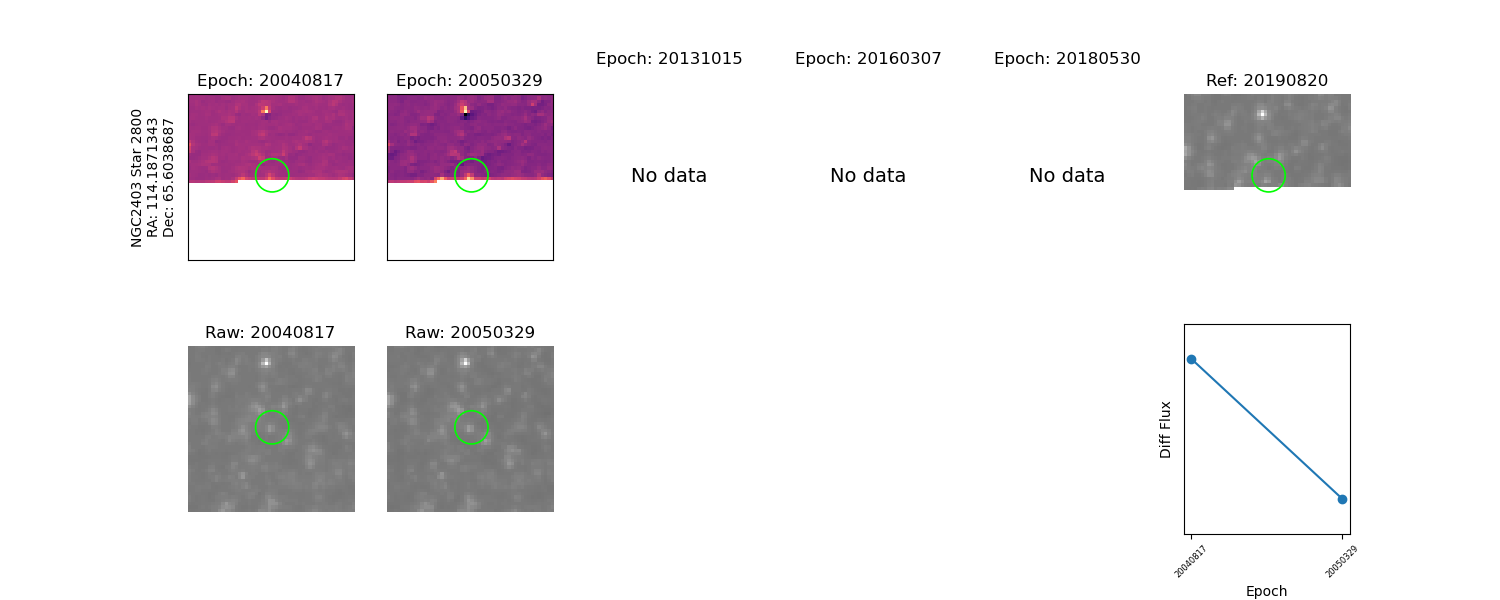 Epoch: 20040817
Epoch: 20050329
Epoch: 20131015
Epoch: 20160307
Epoch: 20180530
Ref: 20190820
NGC2403 Star 2800
RA: 114.1871343
Dec: 65.6038687
No data
No data
No data
Raw: 20040817
Raw: 20050329
Diff Flux
20040817
20050329
Epoch